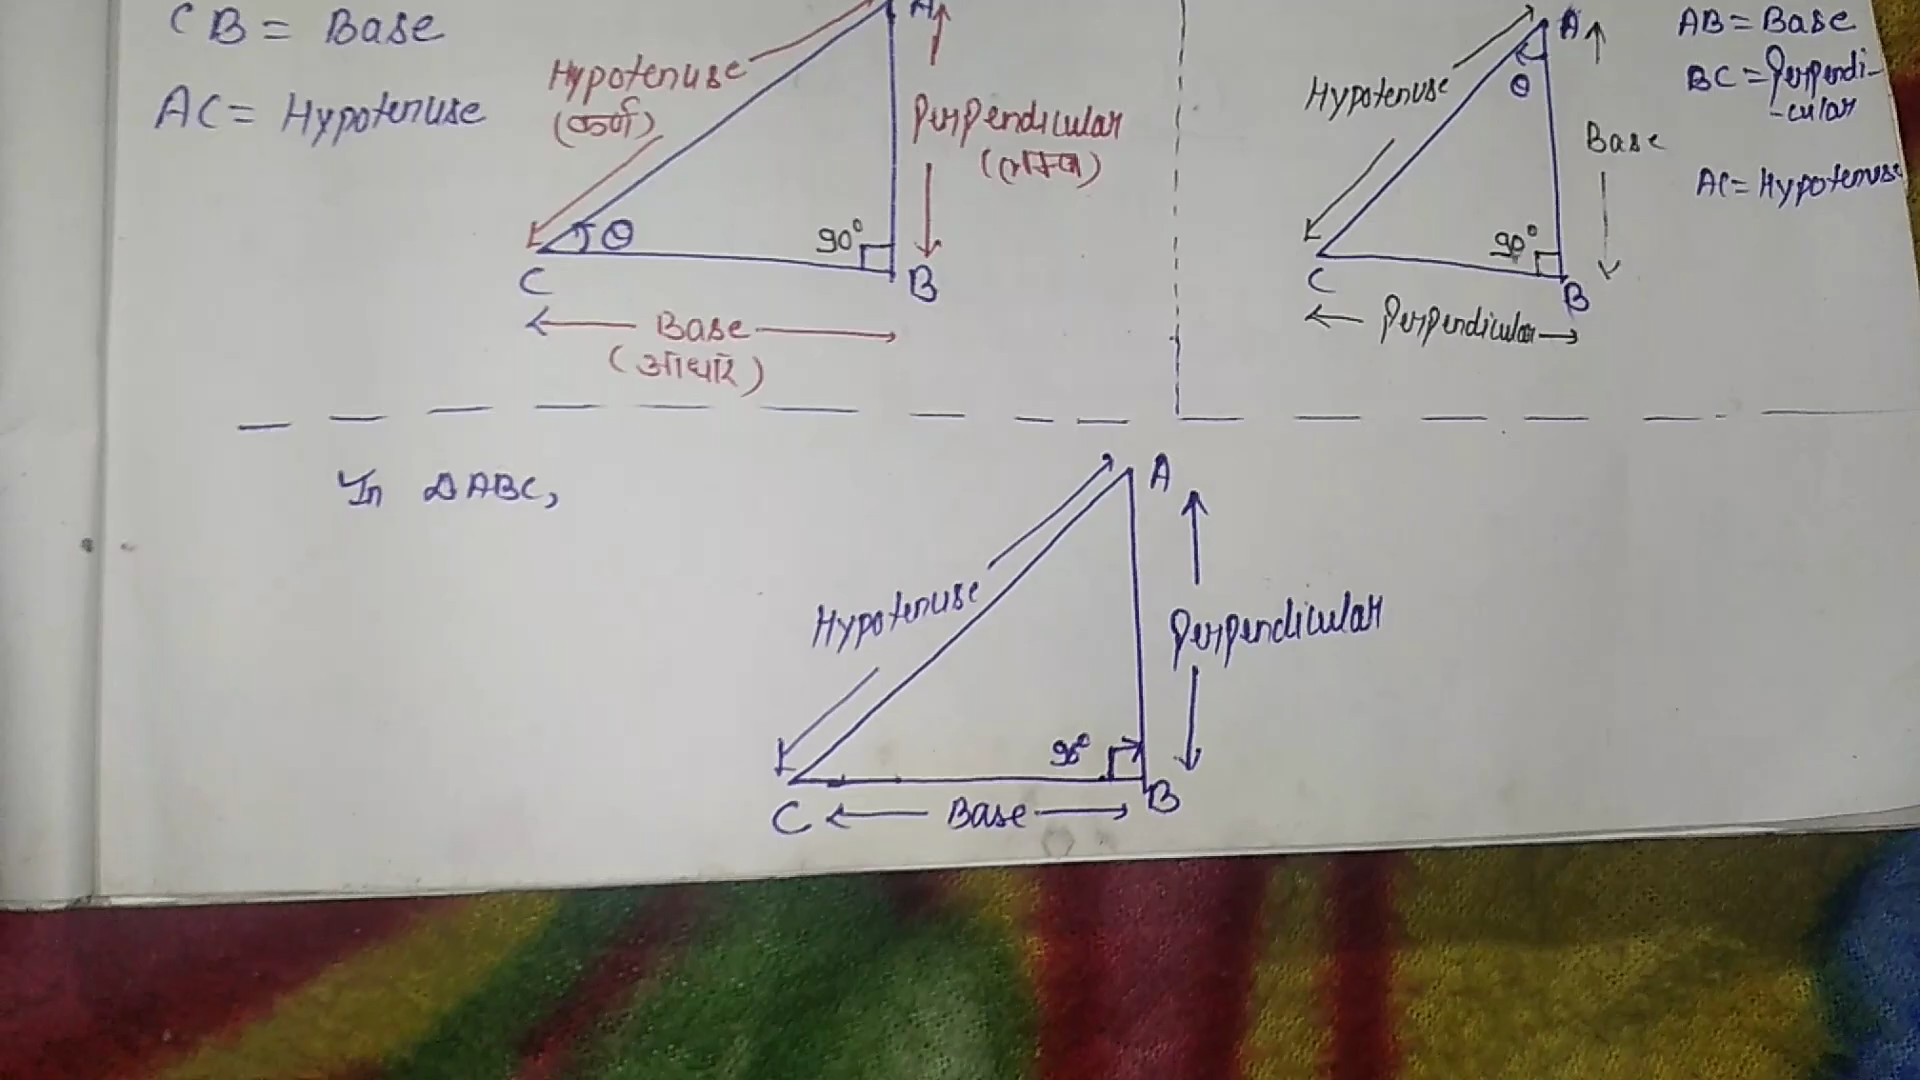 CB = Base
AC = Hypotenuse
A
Hypotenuse
(कर्ण)
Perpendicular
(लम्ब)
θ
90°
C
B
Base
(आधार)
A
θ
Hypotenuse
Base
90°
C
B
Perpendicular
AB = Base
BC = Perpendi-
-cular
AC = Hypotenuse
In ΔABC,
A
Hypotenuse
Perpendicular
90°
C
B
Base